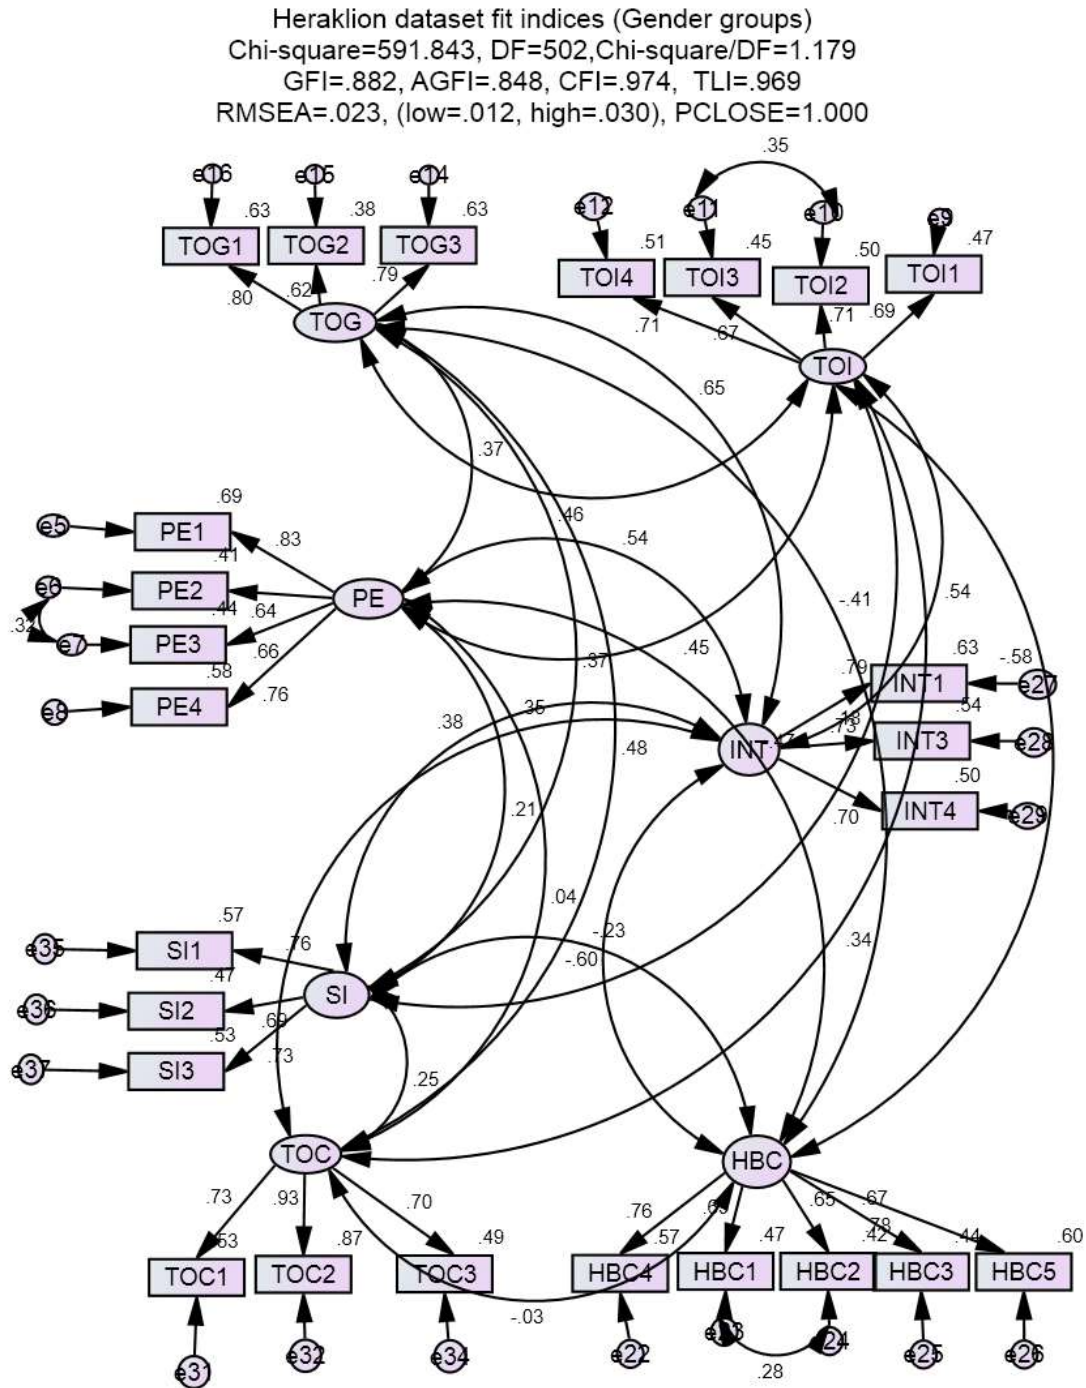 Heraklion dataset fit indices (Gender groups)
Chi-square=591.843, DF=502,Chi-square/DF=1.179
GFI=.882, AGFI=.848, CFI=.974, TLI=.969
RMSEA=.023, (low=.012, high=.030), PCLOSE=1.000
.35
e16 e15 e14
e12 e11 e10 e9
.63 .38 .63
.51 .45 .50 .47
TOG1 TOG2 TOG3
TOI4 TOI3 TOI2 TOI1
.80 .62 .79
.71 .67 .71 .69
TOG
TOI
.65
.37
.69
.46
.54
e5 PE1 .83
.41
e6 PE2 .64
PE
-.41
.54
.32 e7 .44 PE3 .66
.37
.45
.58
.76
e8 PE4
.79 .63 -.58
INT1 e27
.38
.35
.48
.73 .54
INT
.47
INT3 e28
.50
.70
INT4 e29
.21
.04
.57
-.23
.34
e35 SI1 .76
-.60
.47
SI
e36 SI2 .69
.53
e37 SI3 .73
.25
TOC
HBC
.73 .93 .70
.76 .65 .67
.78
.53 .87 .49
.57 .47 .42 .44 .60
TOC1 TOC2 TOC3
HBC4 HBC1 HBC2 HBC3 HBC5
-.03
e31 e32 e34
e22 e24 e25 e26
.28